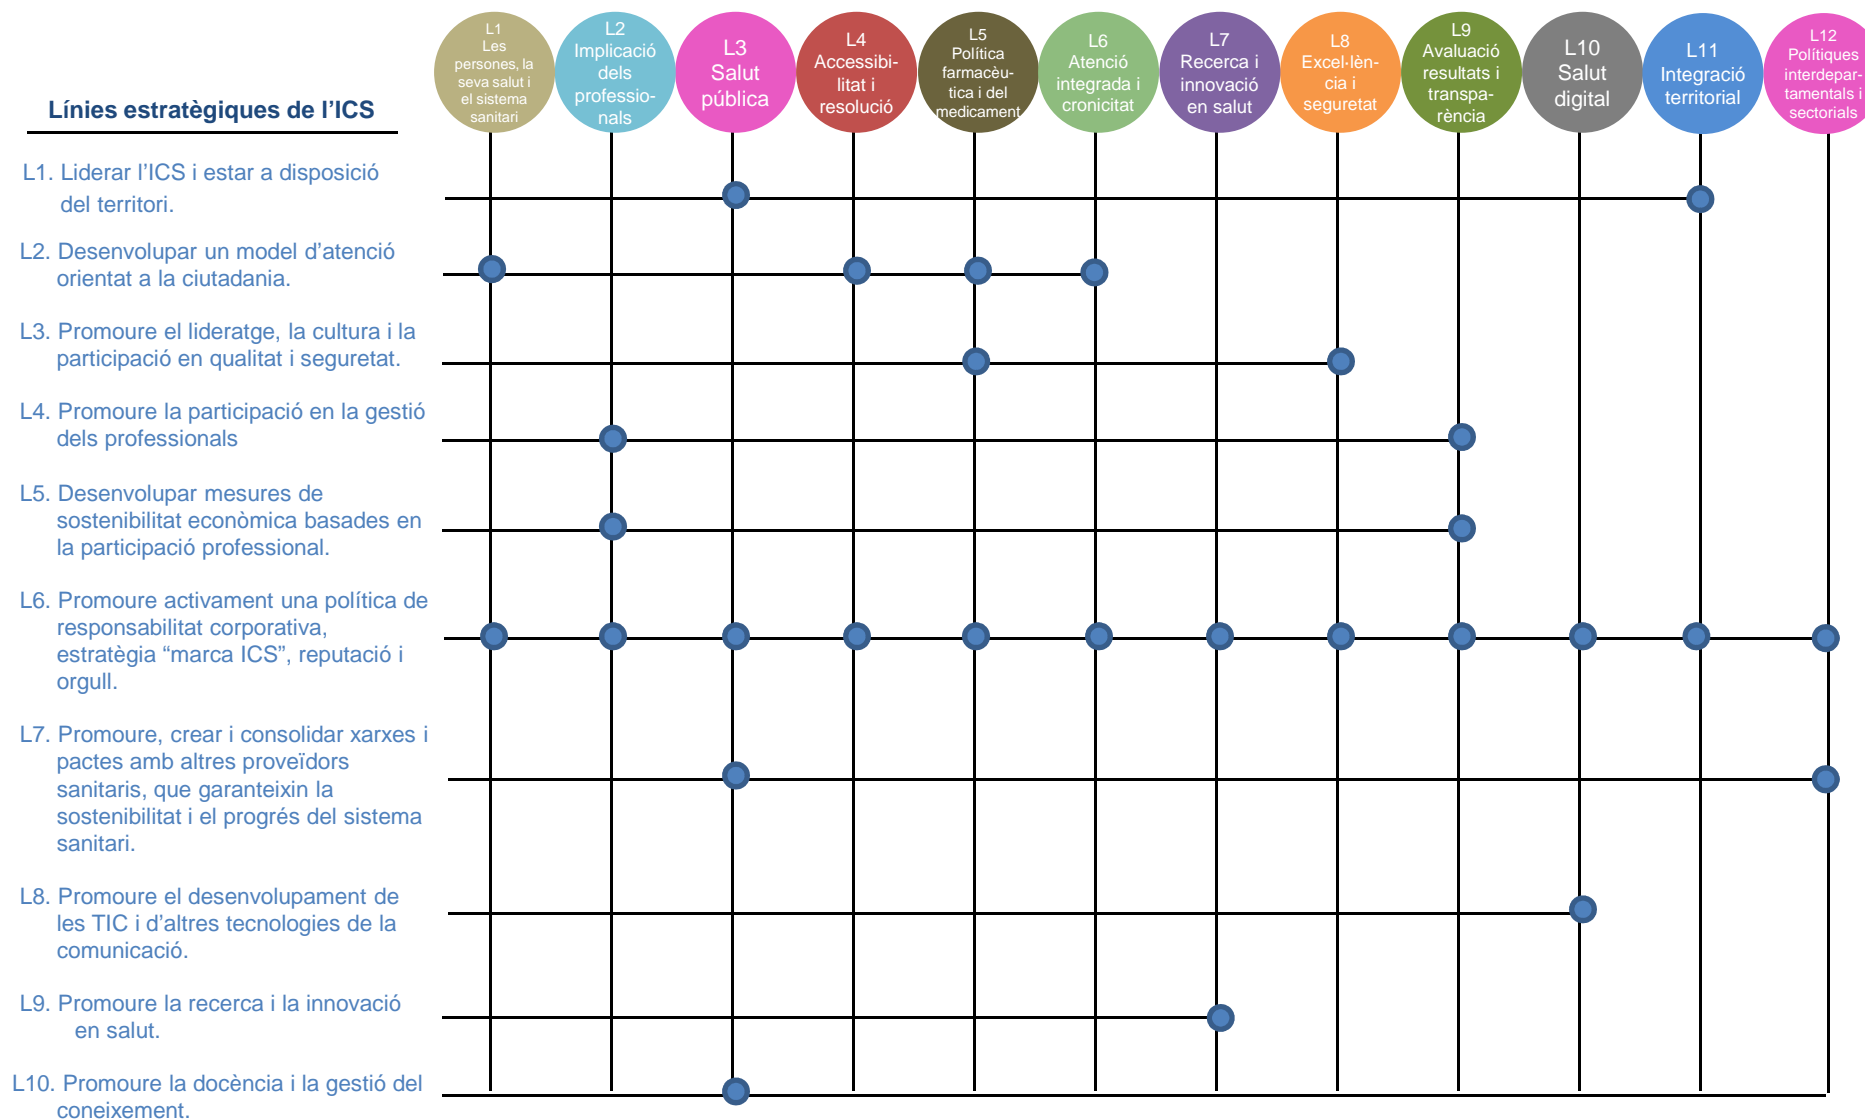 L1
Les
persones, la
seva salut i
el sistema
sanitari
L2
Implicació
dels
professio-
nals
L3
Salut
pública
L4
Accessibi-
litat i
resolució
L5
Política
farmacèu-
tica i del
medicament
L6
Atenció
integrada i
cronicitat
L7
Recerca i
innovació
en salut
L8
Excel·lèn-
cia i
seguretat
L9
Avaluació
resultats i
transpa-
rència
L10
Salut
digital
L11
Integració
territorial
L12
Polítiques
interdepar-
tamentals i
sectorials
Línies estratègiques de l’ICS
L1. Liderar l’ICS i estar a disposició
del territori.
L2. Desenvolupar un model d’atenció
orientat a la ciutadania.
L3. Promoure el lideratge, la cultura i la
participació en qualitat i seguretat.
L4. Promoure la participació en la gestió
dels professionals
L5. Desenvolupar mesures de
sostenibilitat econòmica basades en
la participació professional.
L6. Promoure activament una política de
responsabilitat corporativa,
estratègia “marca ICS”, reputació i
orgull.
L7. Promoure, crear i consolidar xarxes i
pactes amb altres proveïdors
sanitaris, que garanteixin la
sostenibilitat i el progrés del sistema
sanitari.
L8. Promoure el desenvolupament de
les TIC i d’altres tecnologies de la
comunicació.
L9. Promoure la recerca i la innovació
en salut.
L10. Promoure la docència i la gestió del
coneixement.